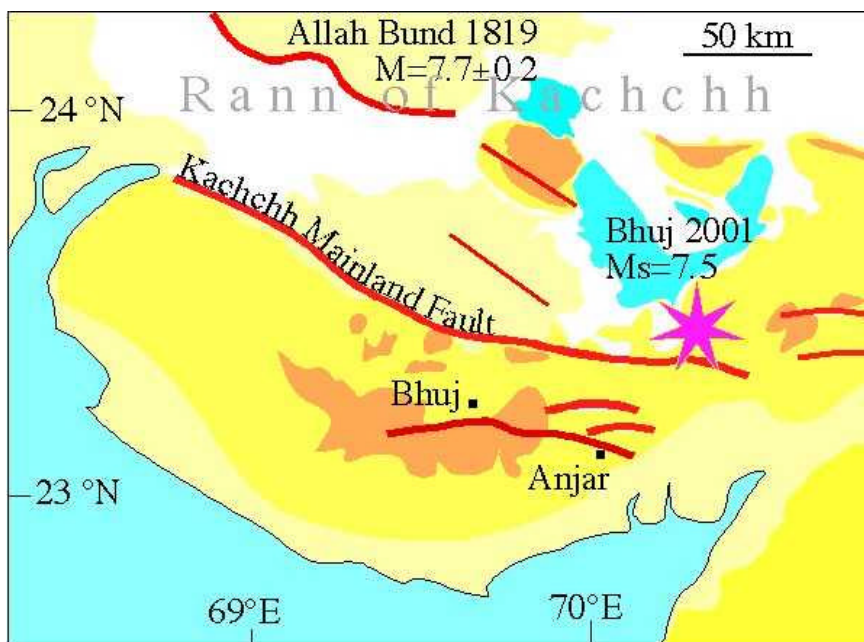 Allah Bund 1819
M=7.7±0.2
50 km
Rann of Kachchh
24 °N
Kachchh Mainland Fault
Bhuj 2001
Ms=7.5
Bhuj
Anjar
23 °N
69°E
70°E